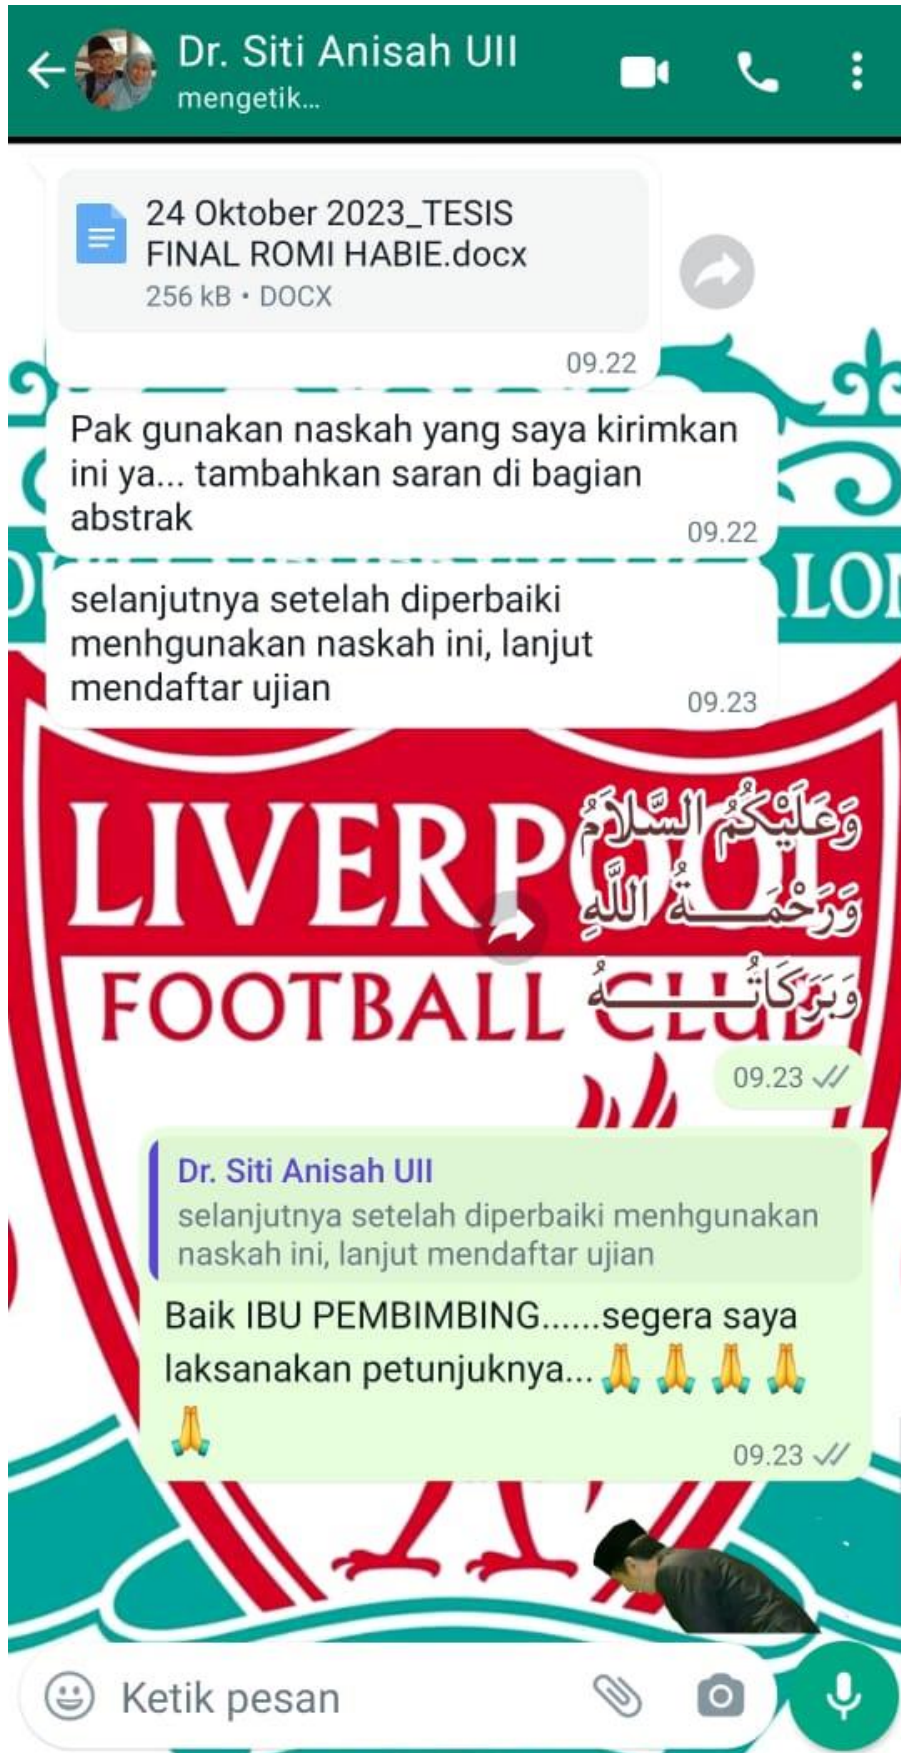 Dr. Siti Anisah UII
mengetik...
24 Oktober 2023_TESIS
FINAL ROMI HABIE.docx
256 kB • DOCX
09.22
Pak gunakan naskah yang saya kirimkan
ini ya... tambahkan saran di bagian
abstrak
09.22
selanjutnya setelah diperbaiki
menhgunakan naskah ini, lanjut
mendaftar ujian
09.23
LIVERPOOL
FOOTBALL CLUB
وَعَلَيْكُمُ السَّلَامُ
وَرَحْمَةُ اللَّهِ
وَبَرَكَاتُهُ
09.23
Dr. Siti Anisah UII
selanjutnya setelah diperbaiki menhgunakan
naskah ini, lanjut mendaftar ujian
Baik IBU PEMBIMBING......segera saya
laksanakan petunjuknya...🙏🙏🙏🙏
🙏
09.23
Ketik pesan